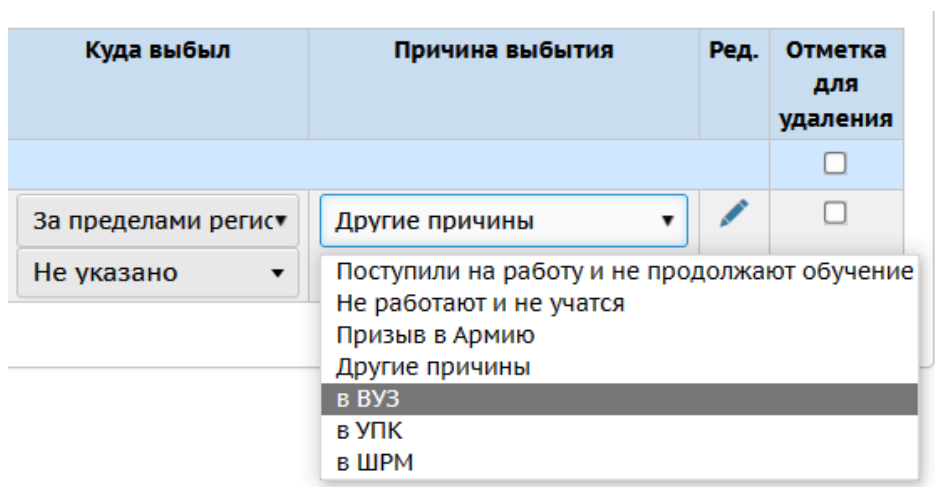 Куда выбыл
Причина выбытия
Ред.
Отметка
для
удаления
За пределами регис
Другие причины
Не указано
Поступили на работу и не продолжают обучение
Не работают и не учатся
Призыв в Армию
Другие причины
в ВУЗ
в УПК
в ШРМ